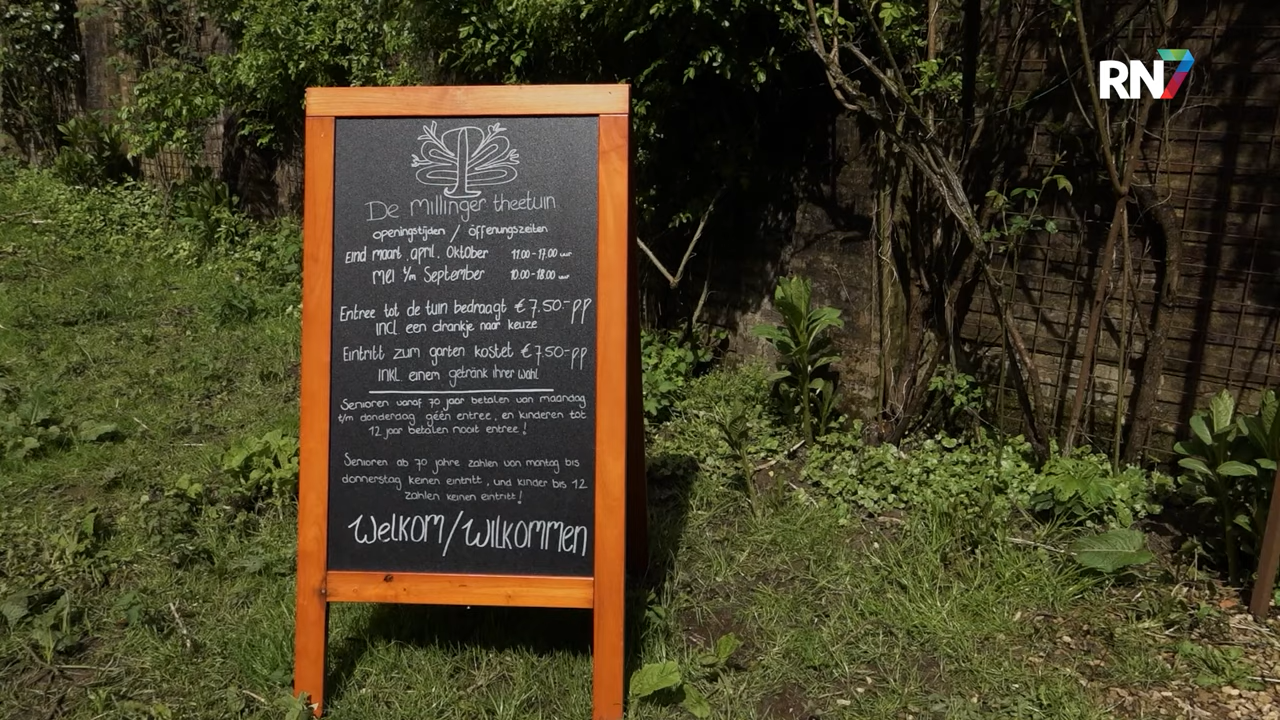 RN7
De Millinger theetuin
openingstijden / öffenungszeiten
Eind maart, april, Oktober 11.00-17.00 uur
mei t/m September 10.00-18.00 uur
Entree tot de tuin bedraagt € 7.50-pp
incl. een drankje naar keuze
Eintritt zum garten kostet € 7.50-pp
inkl. einem getränk ihrer wahl
Senioren vanaf 70 jaar betalen van maandag
t/m donderdag géén entree, en kinderen tot
12 jaar betalen nooit entree!
Senioren ab 70 jahre zahlen von montag bis
donnerstag kenen eintritt, und kinder bis 12
zahlen keinen eintritt!
Welkom/Wilkommen